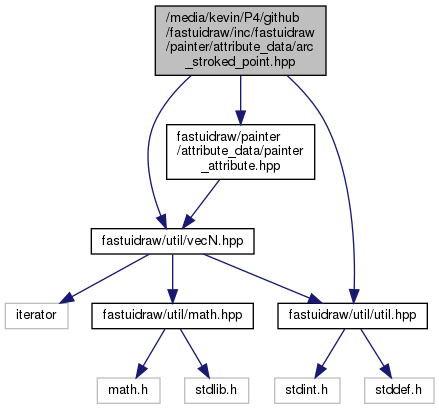 /media/kevin/P4/github
/fastuidraw/inc/fastuidraw
/painter/attribute_data/arc
_stroked_point.hpp
fastuidraw/painter
/attribute_data/painter
_attribute.hpp
fastuidraw/util/vecN.hpp
iterator
fastuidraw/util/math.hpp
fastuidraw/util/util.hpp
math.h
stdlib.h
stdint.h
stddef.h